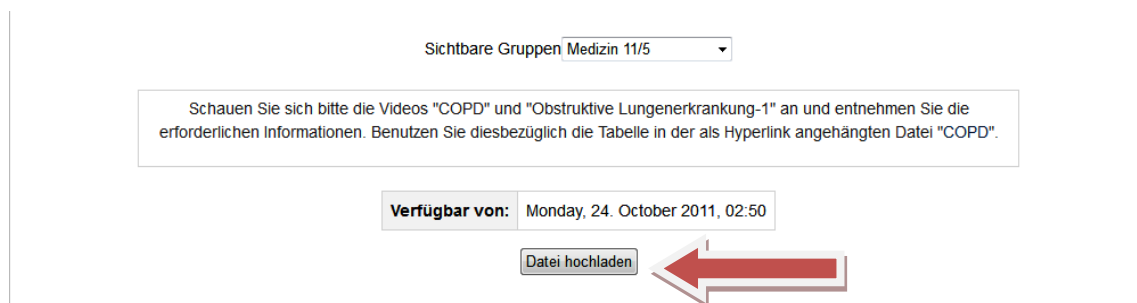 Sichtbare Gruppen Medizin 11/5
Schauen Sie sich bitte die Videos "COPD" und "Obstruktive Lungenerkrankung-1" an und entnehmen Sie die
erforderlichen Informationen. Benutzen Sie diesbezüglich die Tabelle in der als Hyperlink angehängten Datei "COPD".
Verfügbar von: Monday, 24. October 2011, 02:50
Datei hochladen